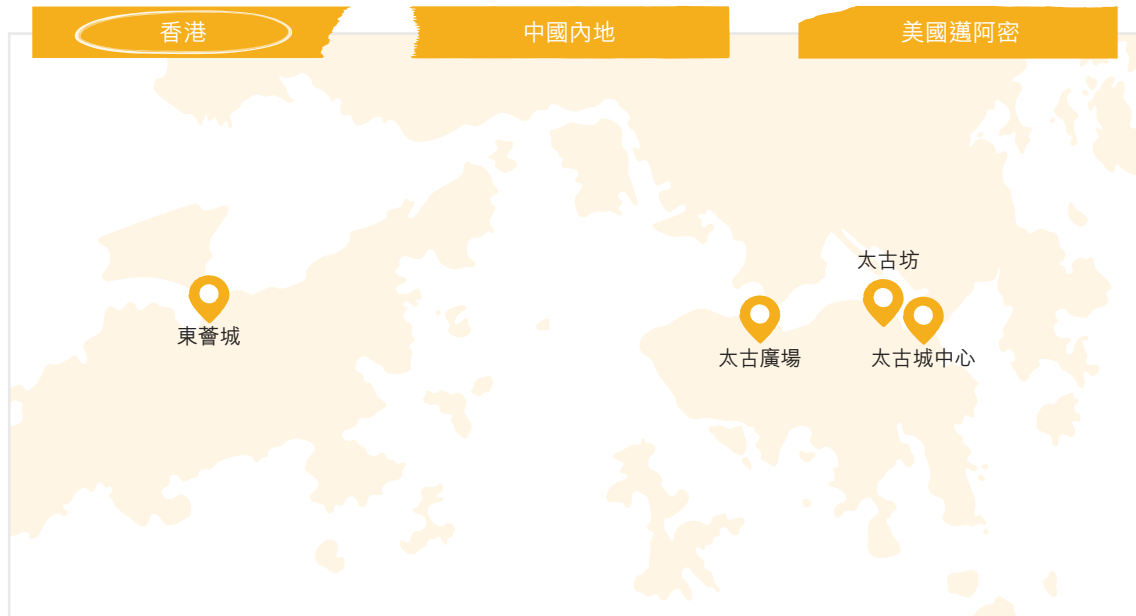 香港
中國內地
美國邁阿密
太古坊
東薈城
太古廣場
太古城中心